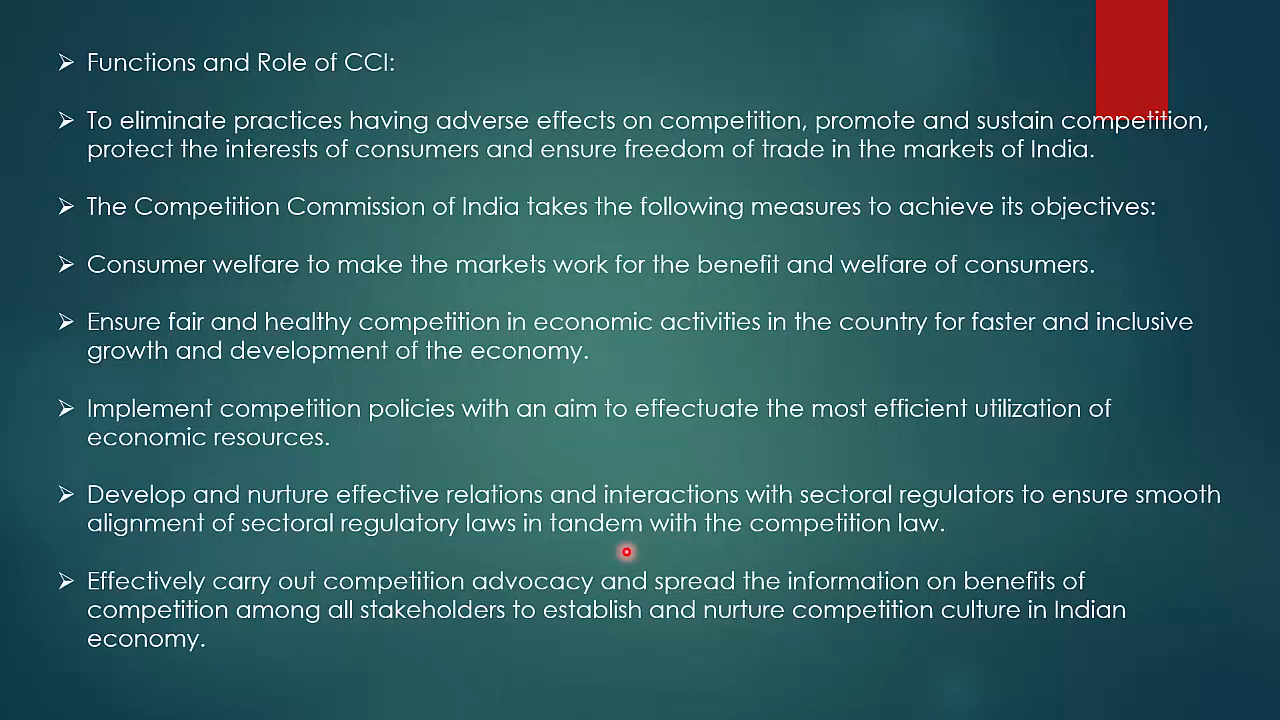 Functions and Role of CCI:
To eliminate practices having adverse effects on competition, promote and sustain competition,
protect the interests of consumers and ensure freedom of trade in the markets of India.
The Competition Commission of India takes the following measures to achieve its objectives:
Consumer welfare to make the markets work for the benefit and welfare of consumers.
Ensure fair and healthy competition in economic activities in the country for faster and inclusive
growth and development of the economy.
Implement competition policies with an aim to effectuate the most efficient utilization of
economic resources.
Develop and nurture effective relations and interactions with sectoral regulators to ensure smooth
alignment of sectoral regulatory laws in tandem with the competition law.
Effectively carry out competition advocacy and spread the information on benefits of
competition among all stakeholders to establish and nurture competition culture in Indian
economy.